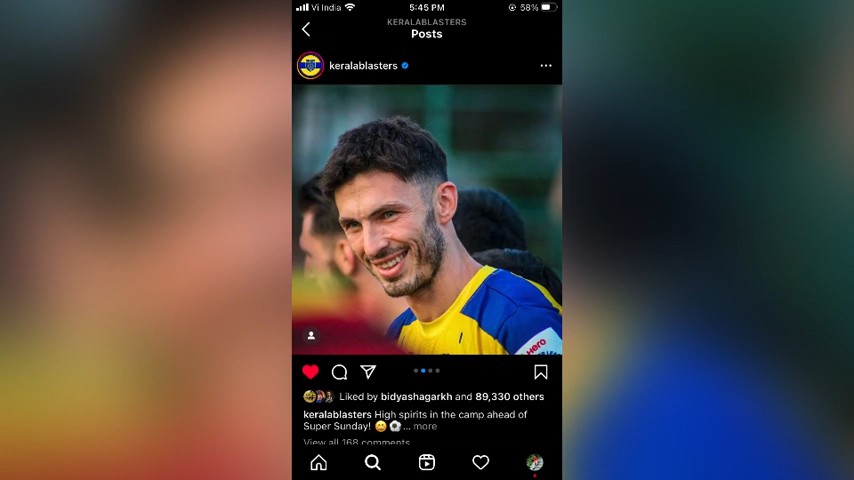 Vi India
5:45 PM
58%
KERALABLASTERS
Posts
keralablasters
Hero
Liked by bidyashagarkh and 89,330 others
keralablasters High spirits in the camp ahead of
Super Sunday! 😄 ⚽ ... more
View all 168 comments